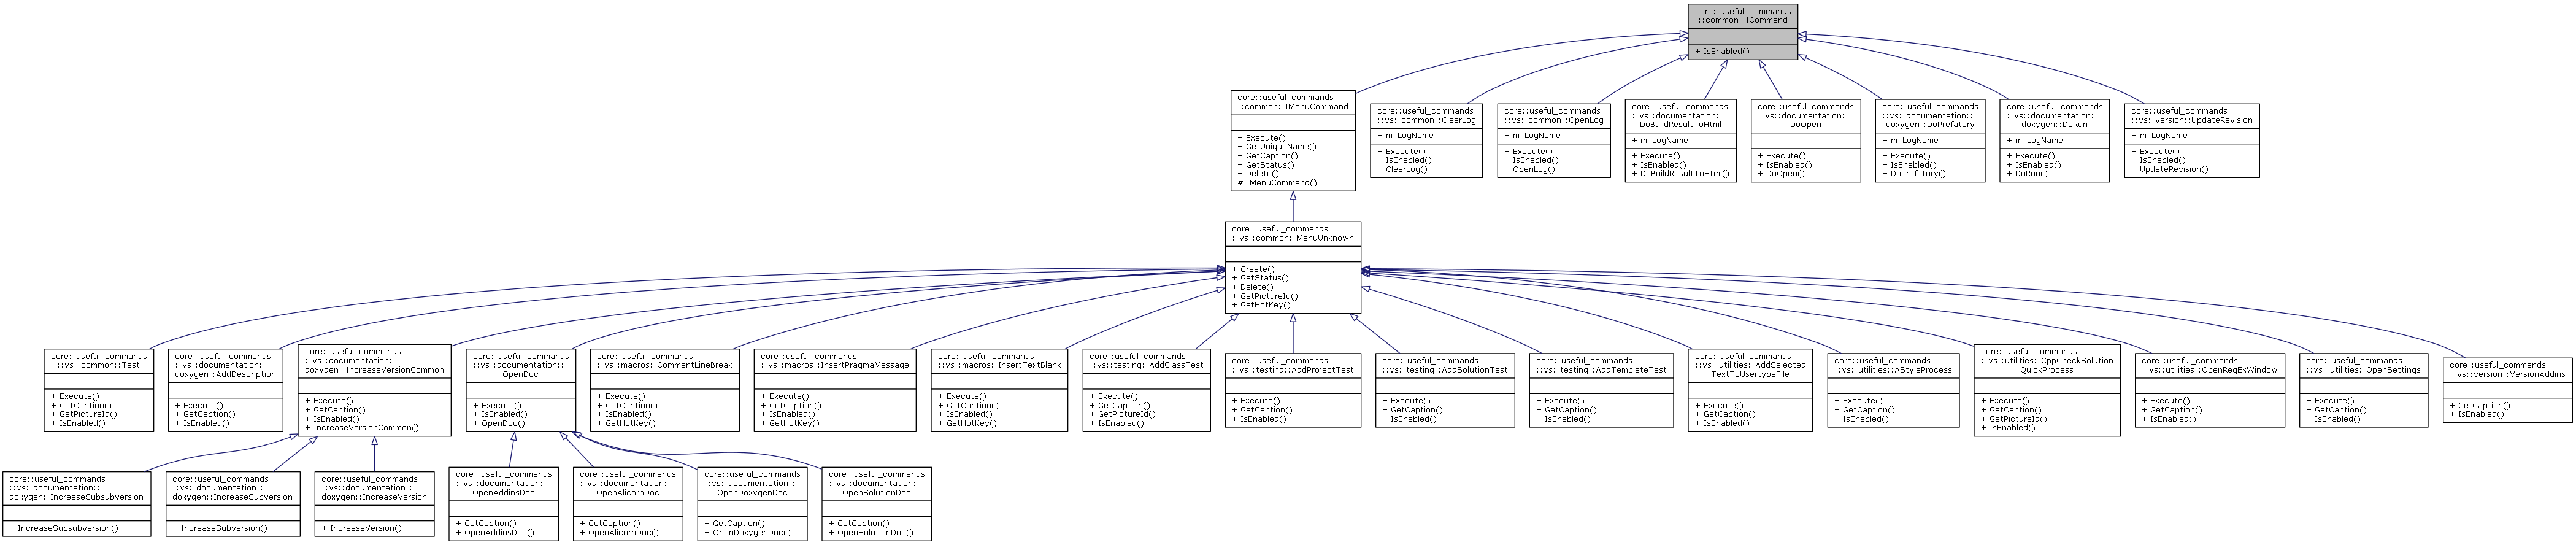 core::useful_commands
::common::ICommand
+ IsEnabled()
core::useful_commands
::common::IMenuCommand
+ Execute()
+ GetUniqueName()
+ GetCaption()
+ GetStatus()
+ Delete()
# IMenuCommand()
core::useful_commands
::vs::common::ClearLog
+ m_LogName
+ Execute()
+ IsEnabled()
+ ClearLog()
core::useful_commands
::vs::common::OpenLog
+ m_LogName
+ Execute()
+ IsEnabled()
+ OpenLog()
core::useful_commands
::vs::documentation::
DoBuildResultToHtml
+ m_LogName
+ Execute()
+ IsEnabled()
+ DoBuildResultToHtml()
core::useful_commands
::vs::documentation::
DoOpen
+ Execute()
+ IsEnabled()
+ DoOpen()
core::useful_commands
::vs::documentation::
doxygen::DoPrefatory
+ m_LogName
+ Execute()
+ IsEnabled()
+ DoPrefatory()
core::useful_commands
::vs::documentation::
doxygen::DoRun
+ m_LogName
+ Execute()
+ IsEnabled()
+ DoRun()
core::useful_commands
::vs::version::UpdateRevision
+ m_LogName
+ Execute()
+ IsEnabled()
+ UpdateRevision()
core::useful_commands
::vs::common::MenuUnknown
+ Create()
+ GetStatus()
+ Delete()
+ GetPictureId()
+ GetHotKey()
core::useful_commands
::vs::common::Test
+ Execute()
+ GetCaption()
+ GetPictureId()
+ IsEnabled()
core::useful_commands
::vs::documentation::
doxygen::AddDescription
+ Execute()
+ GetCaption()
+ IsEnabled()
core::useful_commands
::vs::documentation::
doxygen::IncreaseVersionCommon
+ Execute()
+ GetCaption()
+ IsEnabled()
+ IncreaseVersionCommon()
core::useful_commands
::vs::documentation::
OpenDoc
+ Execute()
+ IsEnabled()
+ OpenDoc()
core::useful_commands
::vs::macros::CommentLineBreak
+ Execute()
+ GetCaption()
+ IsEnabled()
+ GetHotKey()
core::useful_commands
::vs::macros::InsertPragmaMessage
+ Execute()
+ GetCaption()
+ IsEnabled()
+ GetHotKey()
core::useful_commands
::vs::macros::InsertTextBlank
+ Execute()
+ GetCaption()
+ IsEnabled()
+ GetHotKey()
core::useful_commands
::vs::testing::AddClassTest
+ Execute()
+ GetCaption()
+ GetPictureId()
+ IsEnabled()
core::useful_commands
::vs::testing::AddProjectTest
+ Execute()
+ GetCaption()
+ IsEnabled()
core::useful_commands
::vs::testing::AddSolutionTest
+ Execute()
+ GetCaption()
+ IsEnabled()
core::useful_commands
::vs::testing::AddTemplateTest
+ Execute()
+ GetCaption()
+ IsEnabled()
core::useful_commands
::vs::utilities::AddSelected
TextToUsertypeFile
+ Execute()
+ GetCaption()
+ IsEnabled()
core::useful_commands
::vs::utilities::AStyleProcess
+ Execute()
+ GetCaption()
+ IsEnabled()
core::useful_commands
::vs::utilities::CppCheckSolution
QuickProcess
+ Execute()
+ GetCaption()
+ GetPictureId()
+ IsEnabled()
core::useful_commands
::vs::utilities::OpenRegExWindow
+ Execute()
+ GetCaption()
+ IsEnabled()
core::useful_commands
::vs::utilities::OpenSettings
+ Execute()
+ GetCaption()
+ IsEnabled()
core::useful_commands
::vs::version::VersionAddins
+ GetCaption()
+ IsEnabled()
core::useful_commands
::vs::documentation::
doxygen::IncreaseSubsubversion
+ IncreaseSubsubversion()
core::useful_commands
::vs::documentation::
doxygen::IncreaseSubversion
+ IncreaseSubversion()
core::useful_commands
::vs::documentation::
doxygen::IncreaseVersion
+ IncreaseVersion()
core::useful_commands
::vs::documentation::
OpenAddinsDoc
+ GetCaption()
+ OpenAddinsDoc()
core::useful_commands
::vs::documentation::
OpenAlicornDoc
+ GetCaption()
+ OpenAlicornDoc()
core::useful_commands
::vs::documentation::
OpenDoxygenDoc
+ GetCaption()
+ OpenDoxygenDoc()
core::useful_commands
::vs::documentation::
OpenSolutionDoc
+ GetCaption()
+ OpenSolutionDoc()